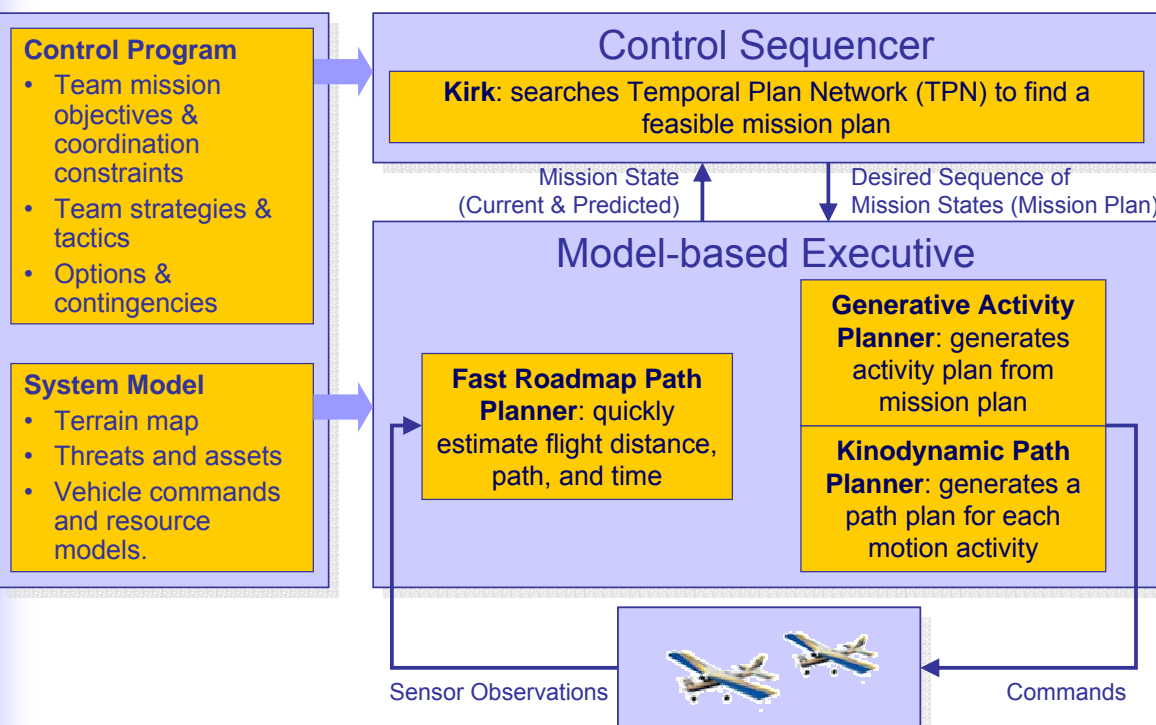 Control Program
• Team mission
objectives &
coordination
constraints
• Team strategies &
tactics
• Options &
contingencies
System Model
• Terrain map
• Threats and assets
• Vehicle commands
and resource
models.
Control Sequencer
Kirk: searches Temporal Plan Network (TPN) to find a
feasible mission plan
Mission State
(Current & Predicted)
Desired Sequence of
Mission States (Mission Plan)
Model-based Executive
Fast Roadmap Path
Planner: quickly
estimate flight distance,
path, and time
Generative Activity
Planner: generates
activity plan from
mission plan
Kinodynamic Path
Planner: generates a
path plan for each
motion activity
Sensor Observations
Commands